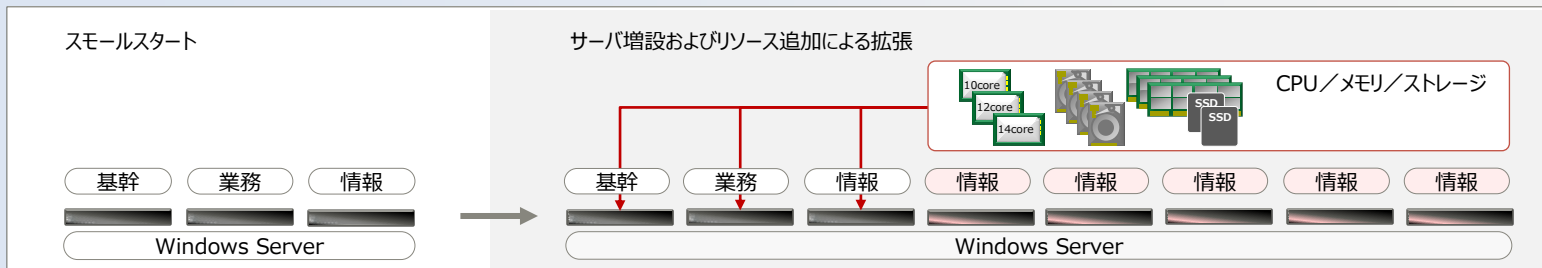 スモールスタート
サーバ増設およびリソース追加による拡張
CPU／メモリ／ストレージ
10core
12core
14core
SSD
SSD
基幹
業務
情報
基幹
業務
情報
情報
情報
情報
情報
情報
Windows Server
Windows Server